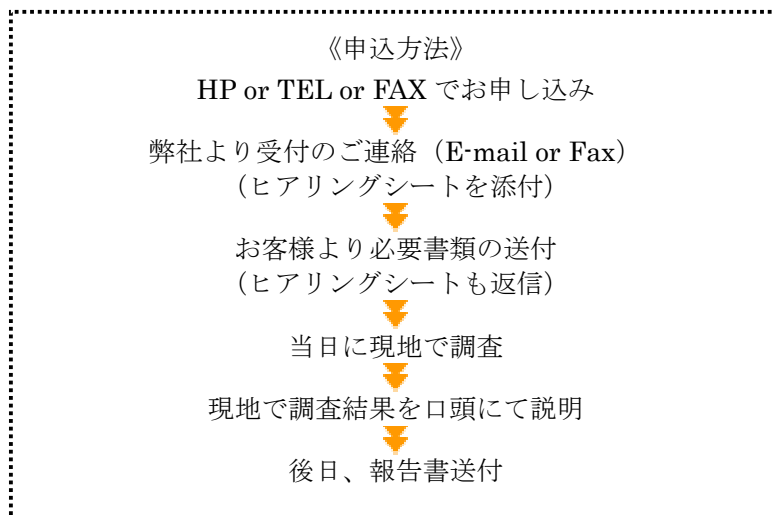 《申込方法》
HP or TEL or FAX でお申し込み
弊社より受付のご連絡（E-mail or Fax）
（ヒアリングシートを添付）
お客様より必要書類の送付
（ヒアリングシートも返信）
当日に現地で調査
現地で調査結果を口頭にて説明
後日、報告書送付